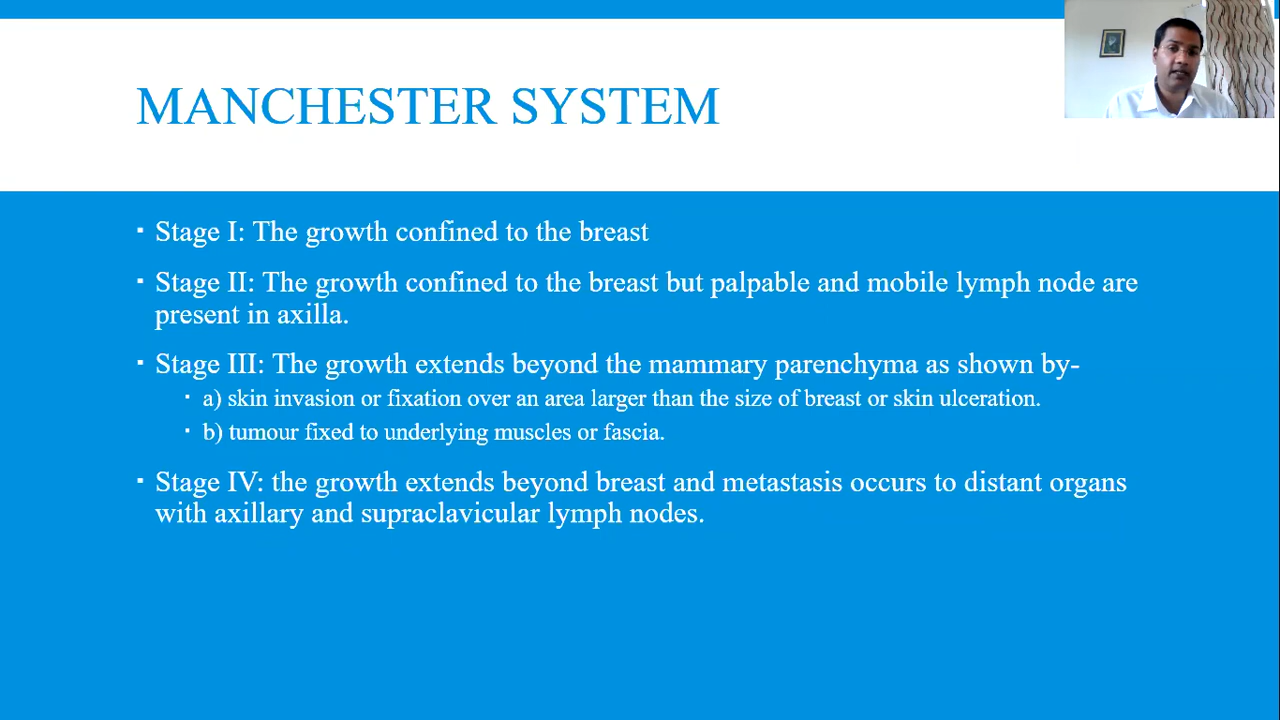 MANCHESTER SYSTEM
▪ Stage I: The growth confined to the breast
▪ Stage II: The growth confined to the breast but palpable and mobile lymph node are
present in axilla.
▪ Stage III: The growth extends beyond the mammary parenchyma as shown by-
▪ a) skin invasion or fixation over an area larger than the size of breast or skin ulceration.
▪ b) tumour fixed to underlying muscles or fascia.
▪ Stage IV: the growth extends beyond breast and metastasis occurs to distant organs
with axillary and supraclavicular lymph nodes.